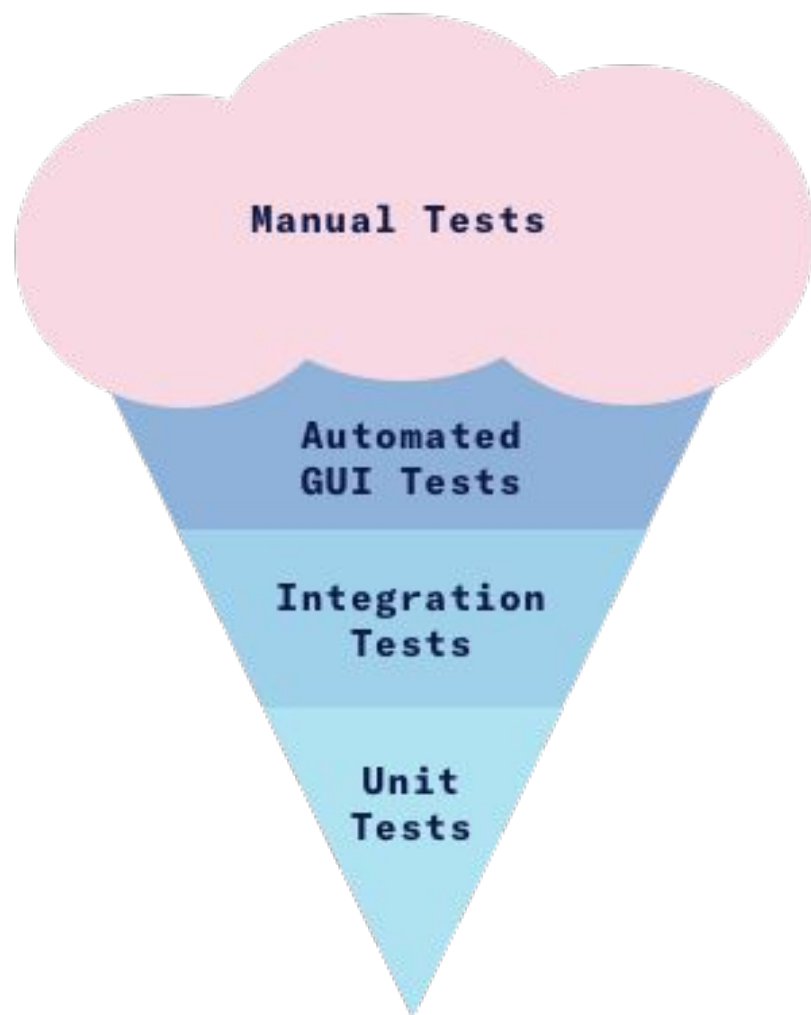 Manual Tests
Automated
GUI Tests
Integration
Tests
Unit
Tests